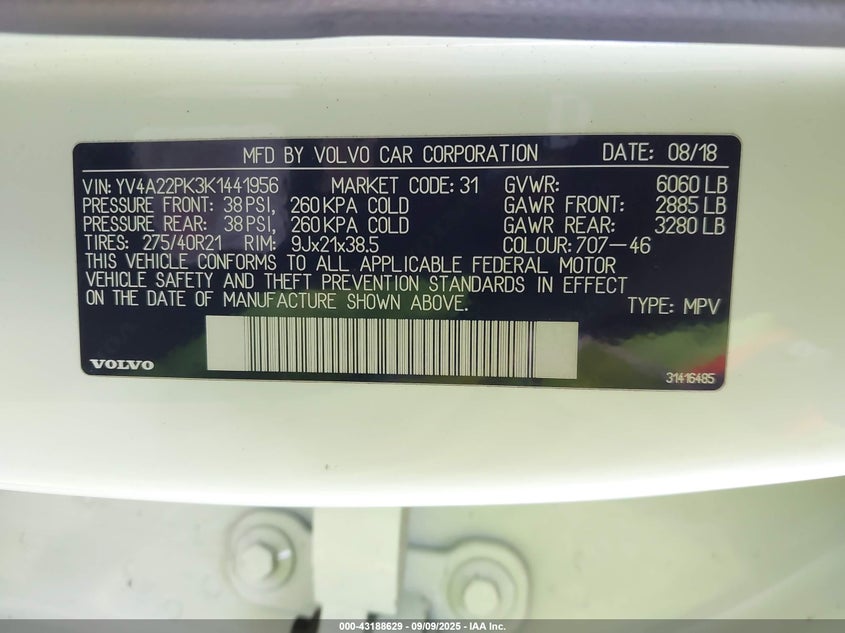 MFD BY VOLVO CAR CORPORATION DATE: 08/18
VIN: YV4A22PK3K1441956 MARKET CODE: 31 GVWR: 6060 LB
PRESSURE FRONT: 38 PSI, 260 KPA COLD GAWR FRONT: 2885 LB
PRESSURE REAR: 38 PSI, 260 KPA COLD GAWR REAR: 3280 LB
TIRES: 275/40R21 RIM: 9Jx21x38.5 COLOUR: 707-46
THIS VEHICLE CONFORMS TO ALL APPLICABLE FEDERAL MOTOR
VEHICLE SAFETY AND THEFT PREVENTION STANDARDS IN EFFECT
ON THE DATE OF MANUFACTURE SHOWN ABOVE. TYPE: MPV
VOLVO 31416485
000-43188629 - 09/09/2025 - IAA Inc.